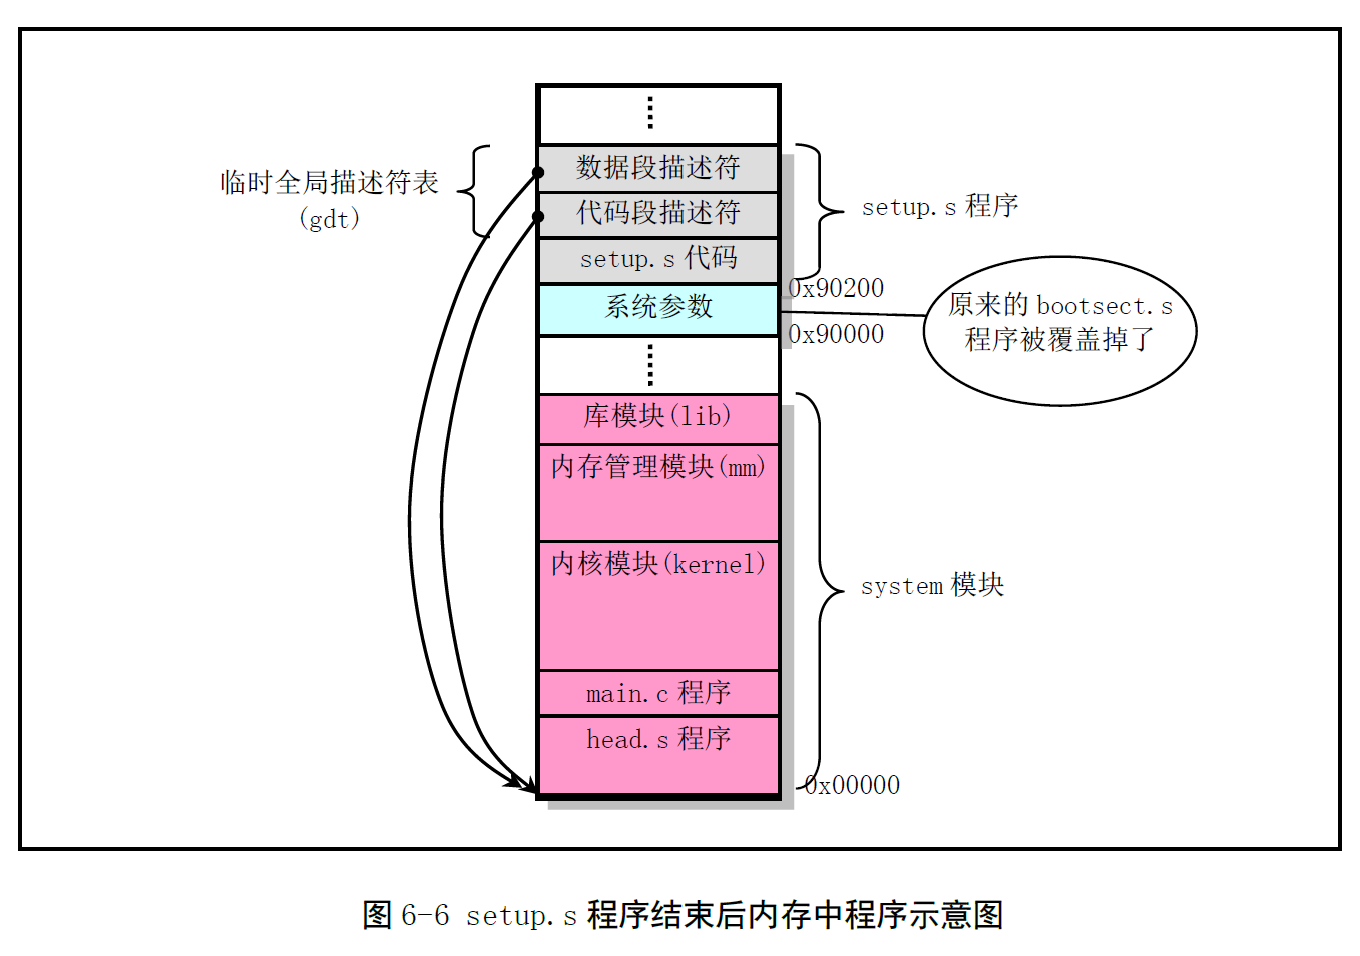 数据段描述符
临时全局描述符表
(gdt)
代码段描述符
setup.s 程序
setup.s 代码
0x90200
系统参数
原来的 bootsect.s
程序被覆盖掉了
0x90000
库模块(lib)
内存管理模块(mm)
内核模块(kernel)
system 模块
main.c 程序
head.s 程序
0x00000
图 6-6 setup.s 程序结束后内存中程序示意图